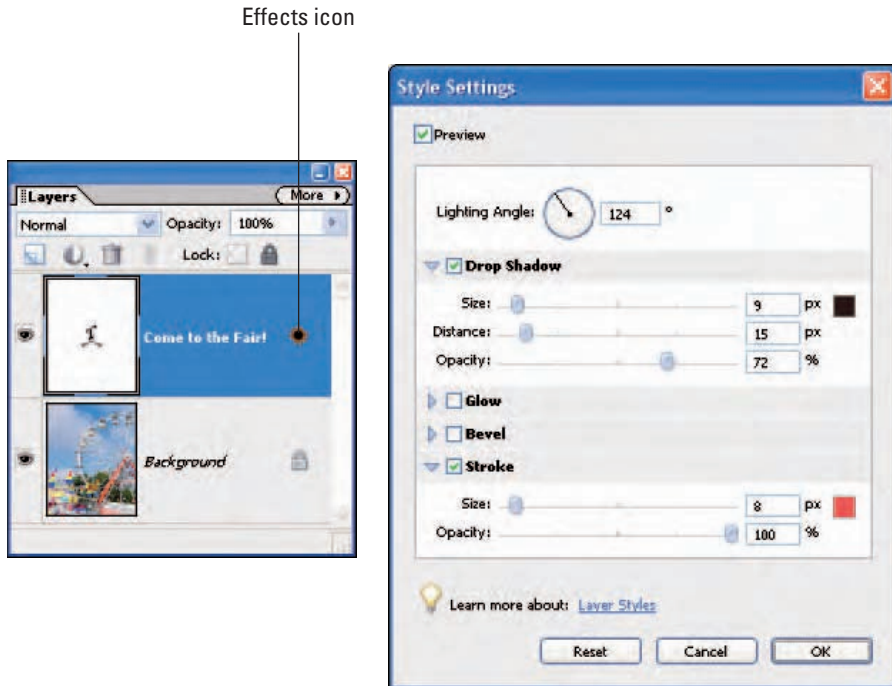 Effects icon
Layers
More
Normal
Opacity: 100%
Lock:
T
Come to the Fair!
Background
Style Settings
Preview
Lighting Angle: 124 °
Drop Shadow
Size: 9 px
Distance: 15 px
Opacity: 72 %
Glow
Bevel
Stroke
Size: 8 px
Opacity: 100 %
Learn more about: Layer Styles
Reset Cancel OK